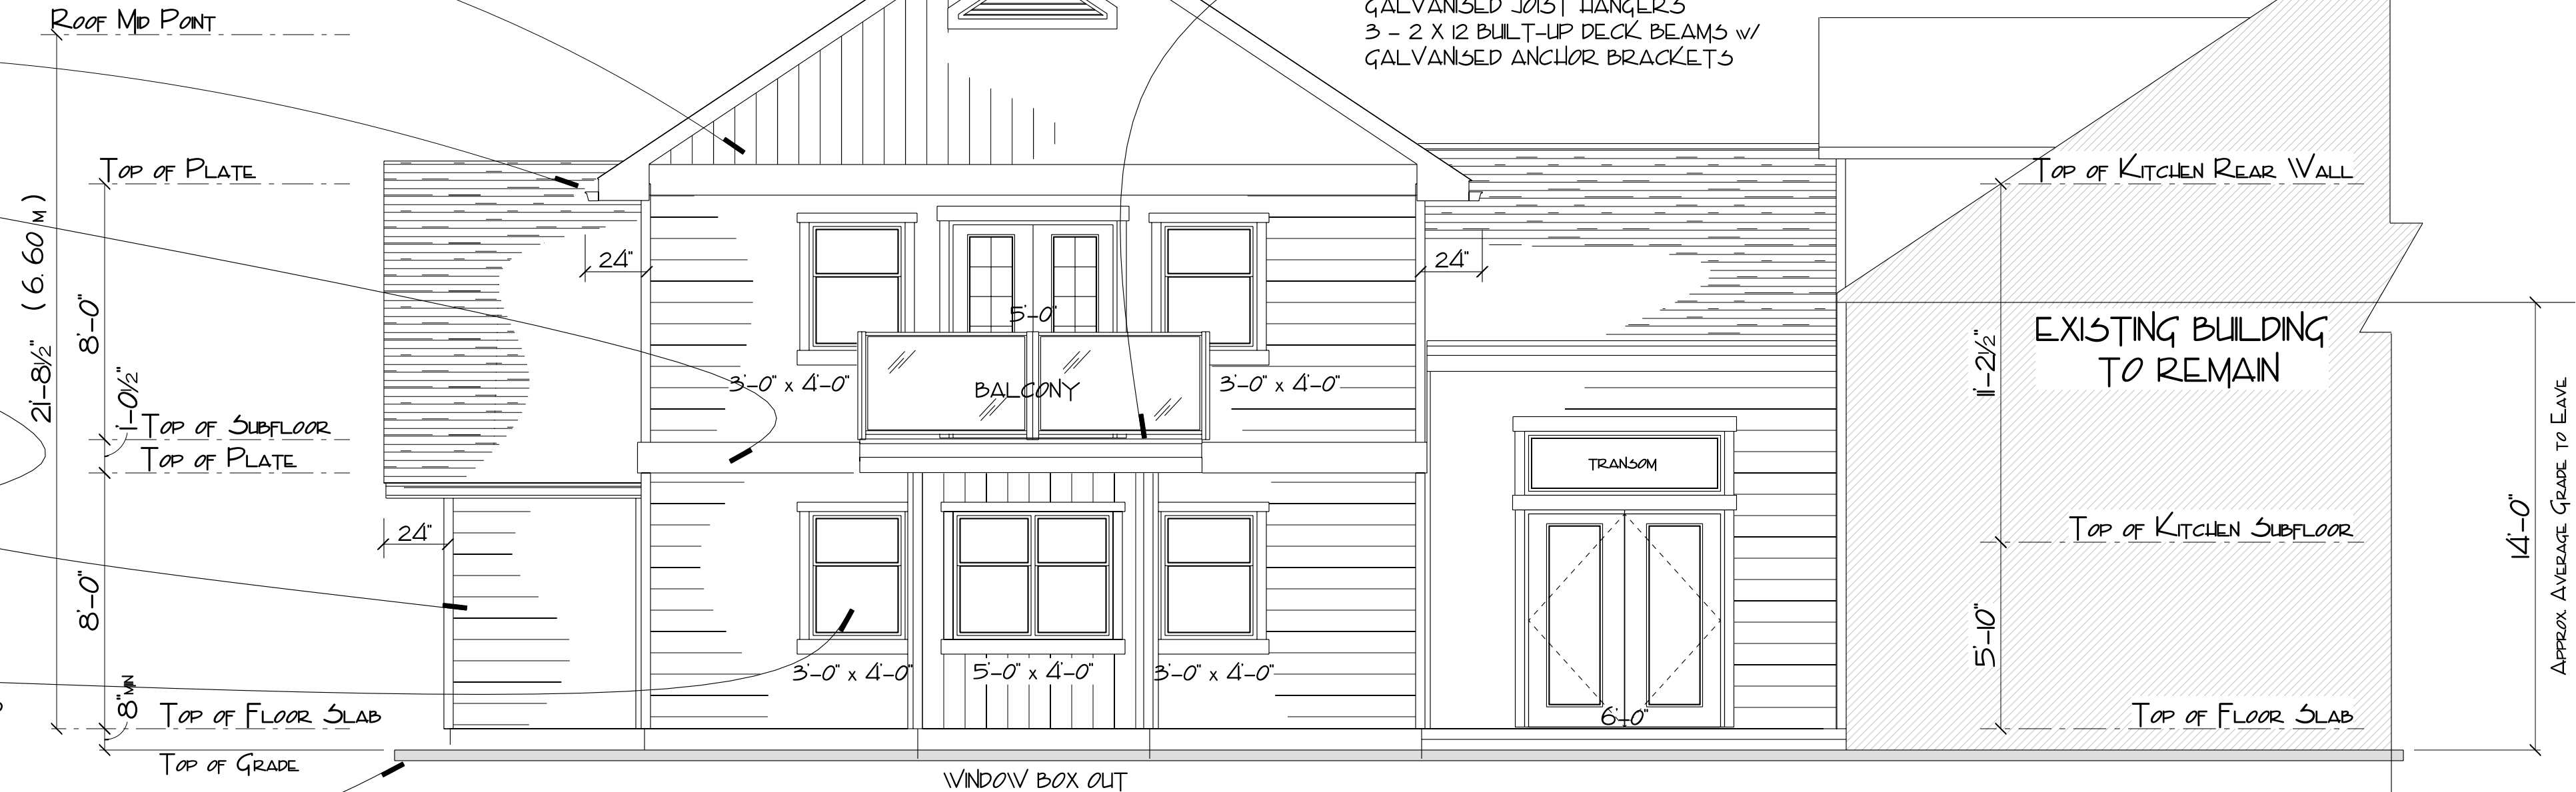 GALVANISED JOIST HANGERS
3 - 2 X 12 BUILT-UP DECK BEAMS w/
GALVANISED ANCHOR BRACKETS
ROOF MID POINT
TOP OF PLATE
TOP OF KITCHEN REAR WALL
21'-8½" (6.60 M)
8'-0"
1'-0½"
24"
24"
5'-0"
EXISTING BUILDING
TO REMAIN
11'-2½"
3'-0" x 4'-0"
BALCONY
3'-0" x 4'-0"
TOP OF SUBFLOOR
TOP OF PLATE
TRANSOM
24"
TOP OF KITCHEN SUBFLOOR
14'-0"
APPROX AVERAGE GRADE TO EAVE
8'-0"
5'-10"
3'-0" x 4'-0"
5'-0" x 4'-0"
3'-0" x 4'-0"
8" MIN
TOP OF FLOOR SLAB
6'-0"
TOP OF FLOOR SLAB
TOP OF GRADE
WINDOW BOX OUT